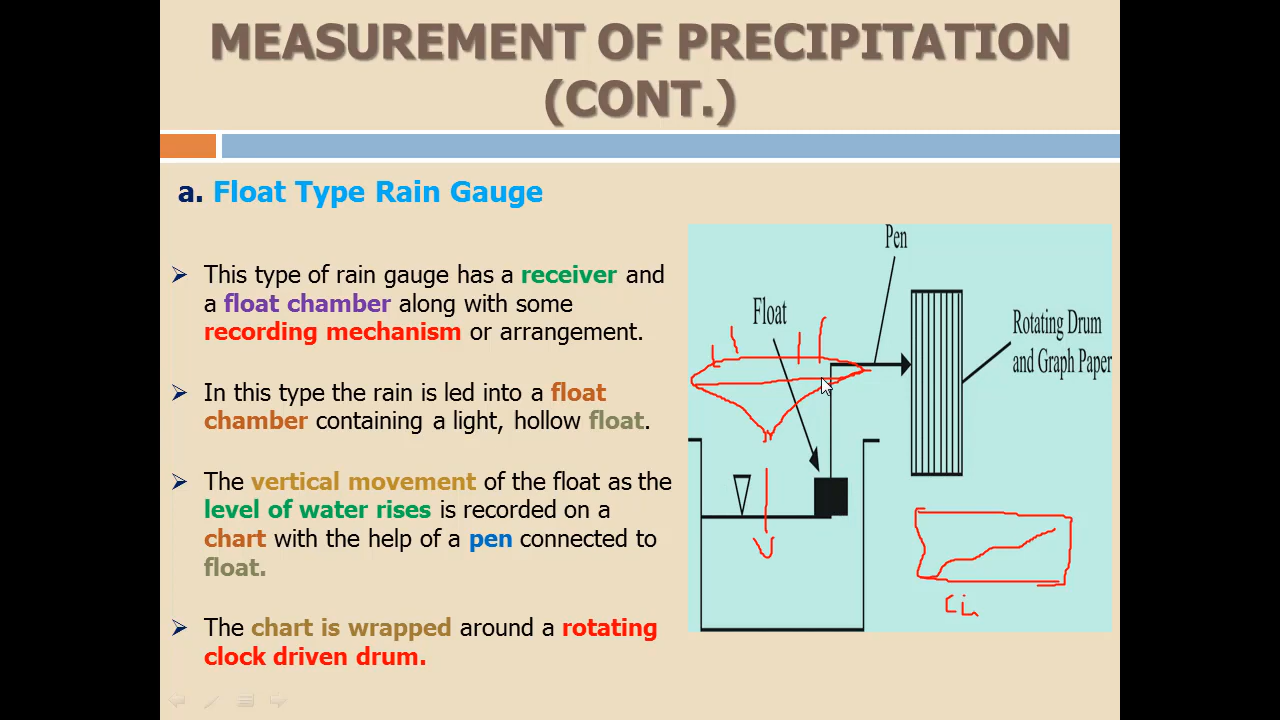 MEASUREMENT OF PRECIPITATION
(CONT.)
a. Float Type Rain Gauge
This type of rain gauge has a receiver and
a float chamber along with some
recording mechanism or arrangement.
In this type the rain is led into a float
chamber containing a light, hollow float.
The vertical movement of the float as the
level of water rises is recorded on a
chart with the help of a pen connected to
float.
The chart is wrapped around a rotating
clock driven drum.
Pen
Float
Rotating Drum
and Graph Paper